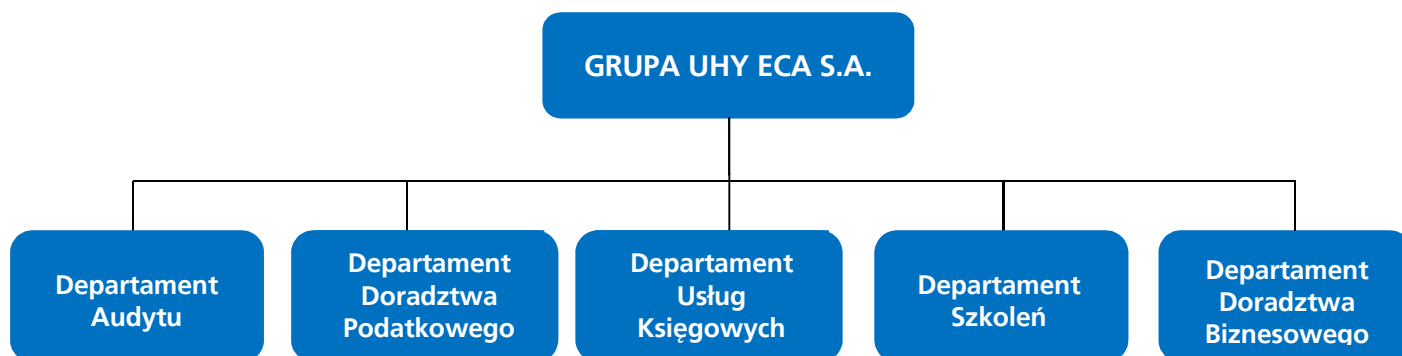 GRUPA UHY ECA S.A.
Departament
Audytu
Departament
Doradztwa
Podatkowego
Departament
Usług
Księgowych
Departament
Szkoleń
Departament
Doradztwa
Biznesowego